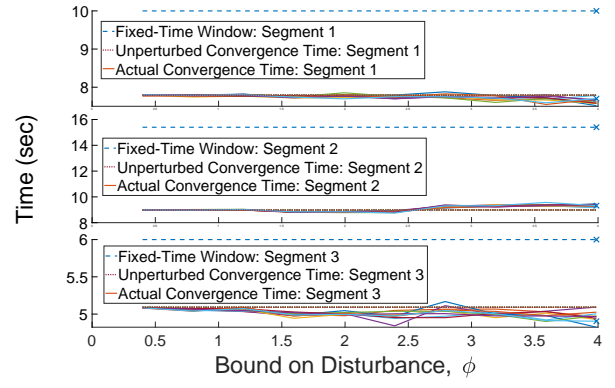 10
Fixed-Time Window: Segment 1
Unperturbed Convergence Time: Segment 1
Actual Convergence Time: Segment 1
8
16
14
12
10
8
Fixed-Time Window: Segment 2
Unperturbed Convergence Time: Segment 2
Actual Convergence Time: Segment 2
Time (sec)
6
5.5
5
Fixed-Time Window: Segment 3
Unperturbed Convergence Time: Segment 3
Actual Convergence Time: Segment 3
0 0.5 1 1.5 2 2.5 3 3.5 4
Bound on Disturbance, ϕ